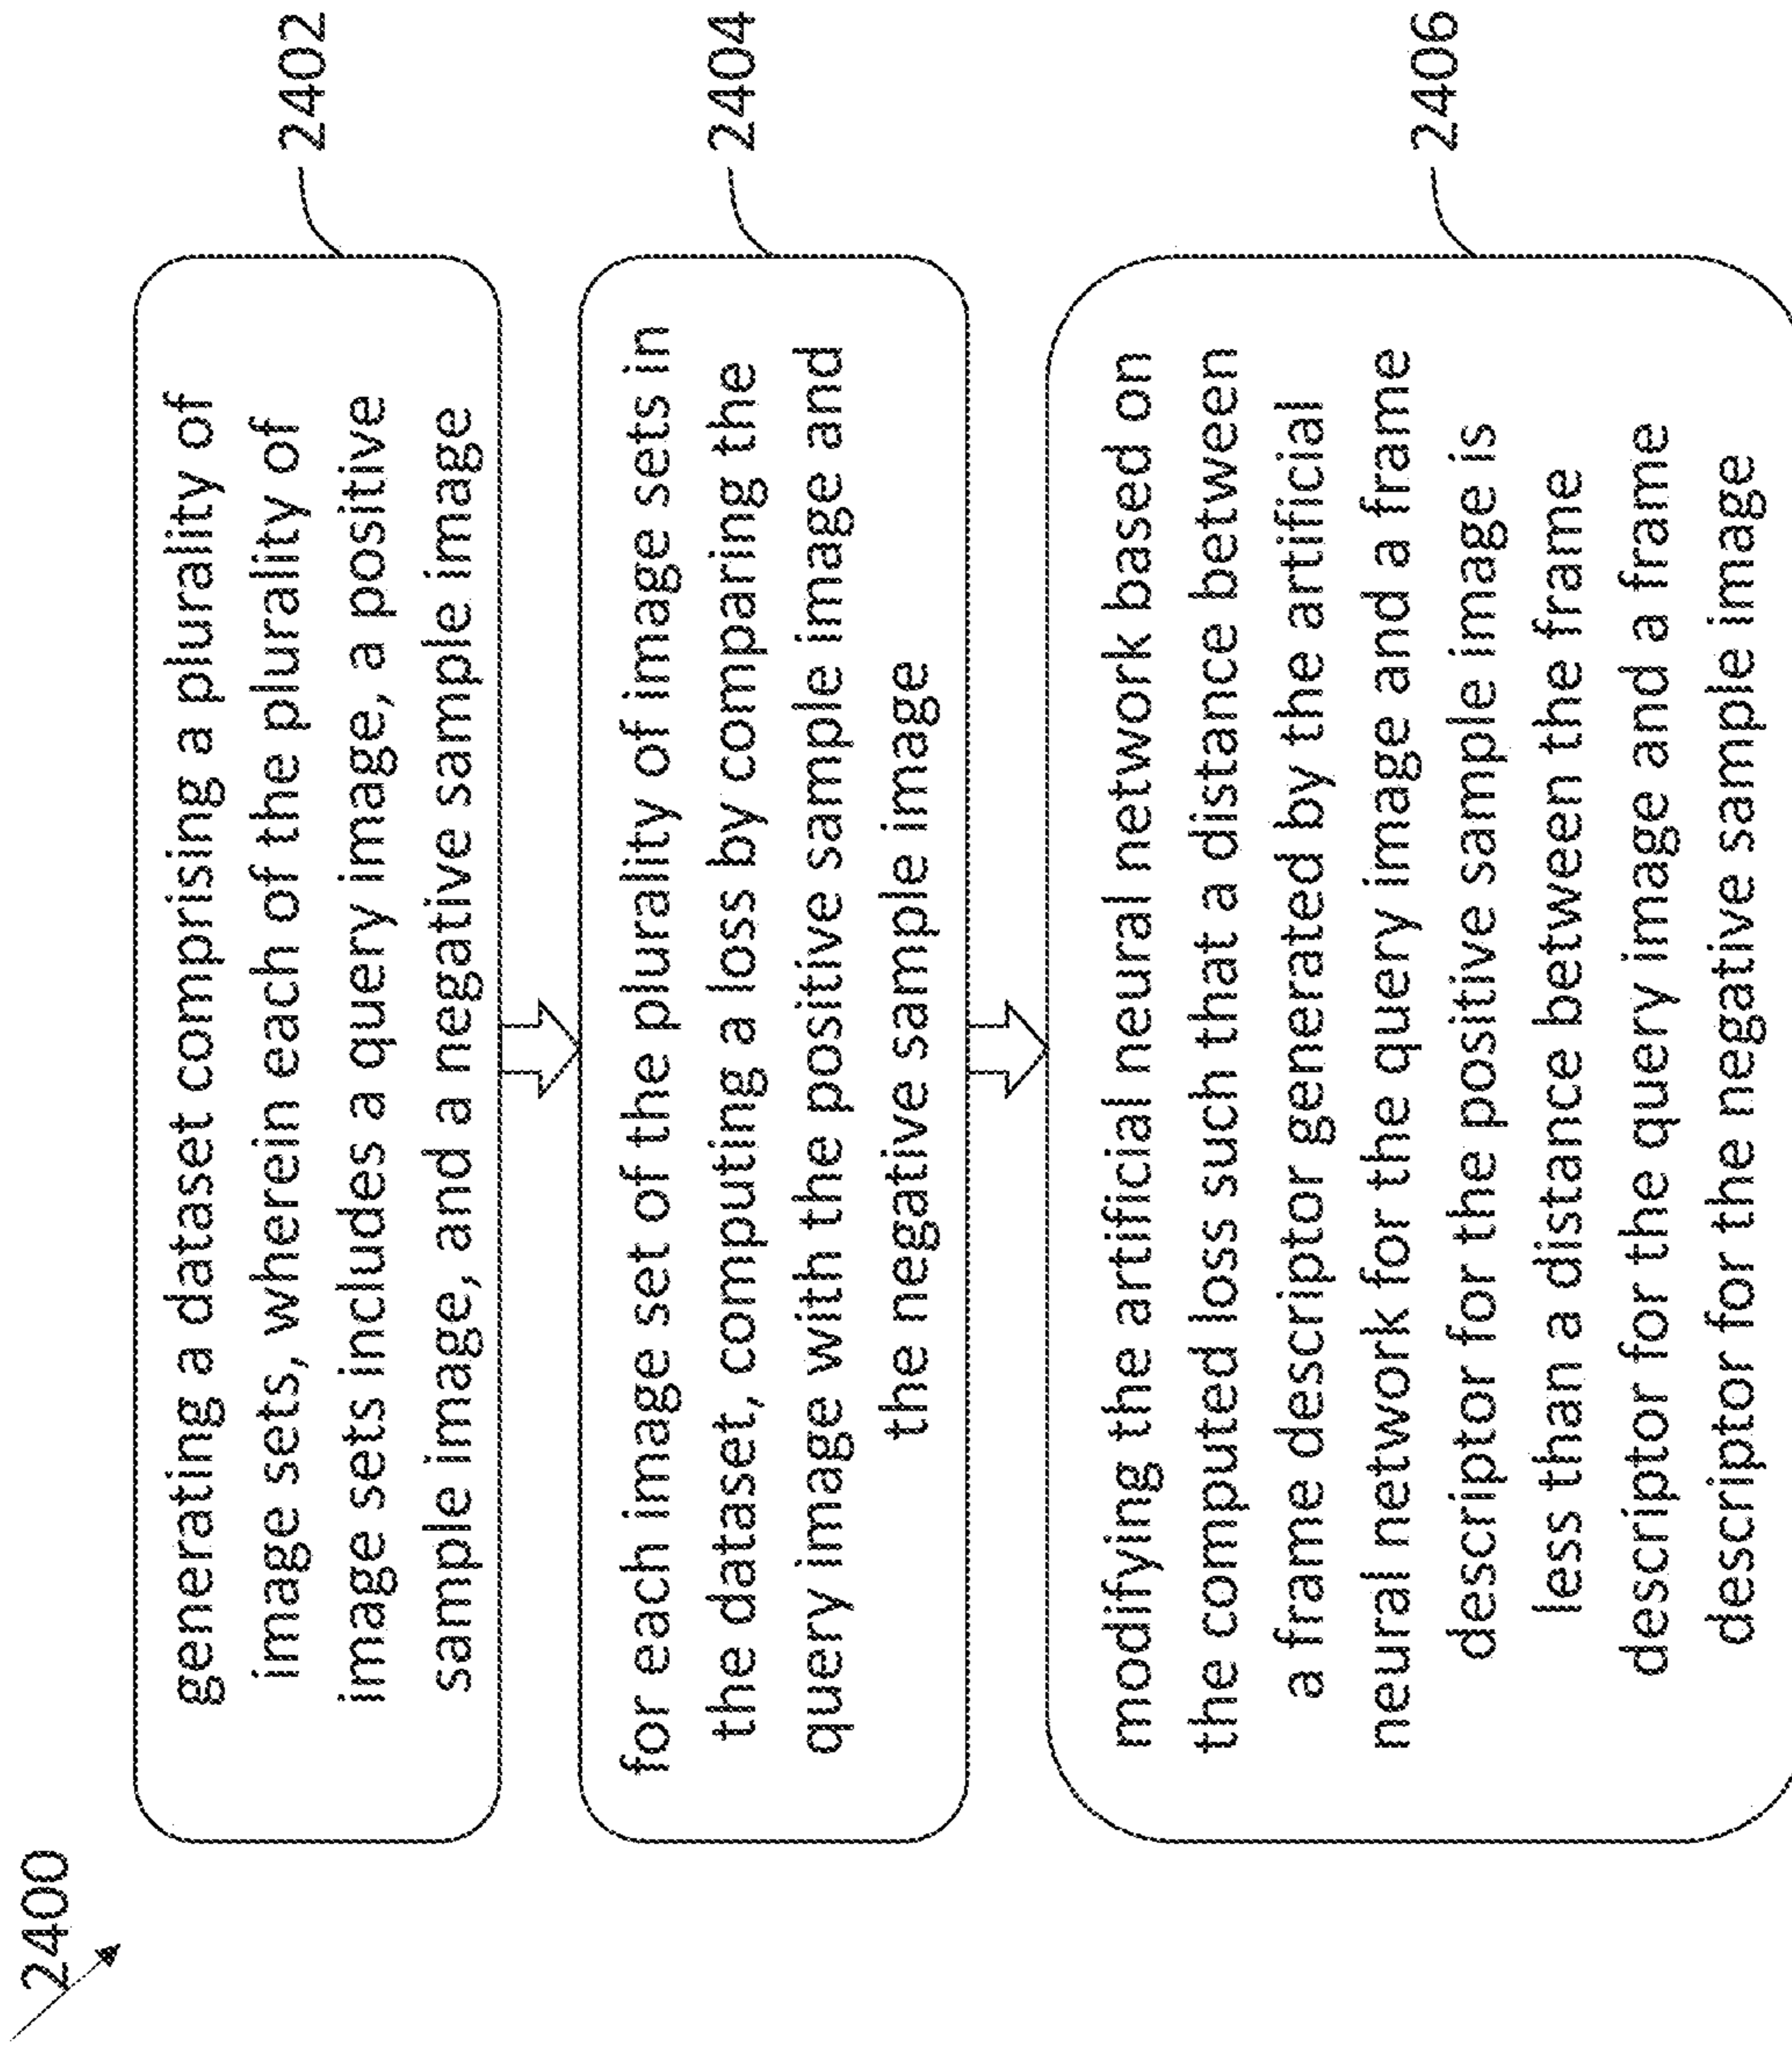 2400
generating a dataset comprising a plurality of
image sets, wherein each of the plurality of
image sets includes a query image, a positive
sample image, and a negative sample image
2402
for each image set of the plurality of image sets in
the dataset, computing a loss by comparing the
query image with the positive sample image and
the negative sample image
2404
modifying the artificial neural network based on
the computed loss such that a distance between
a frame descriptor generated by the artificial
neural network for the query image and a frame
descriptor for the positive sample image is
less than a distance between the frame
descriptor for the query image and a frame
descriptor for the negative sample image
2406